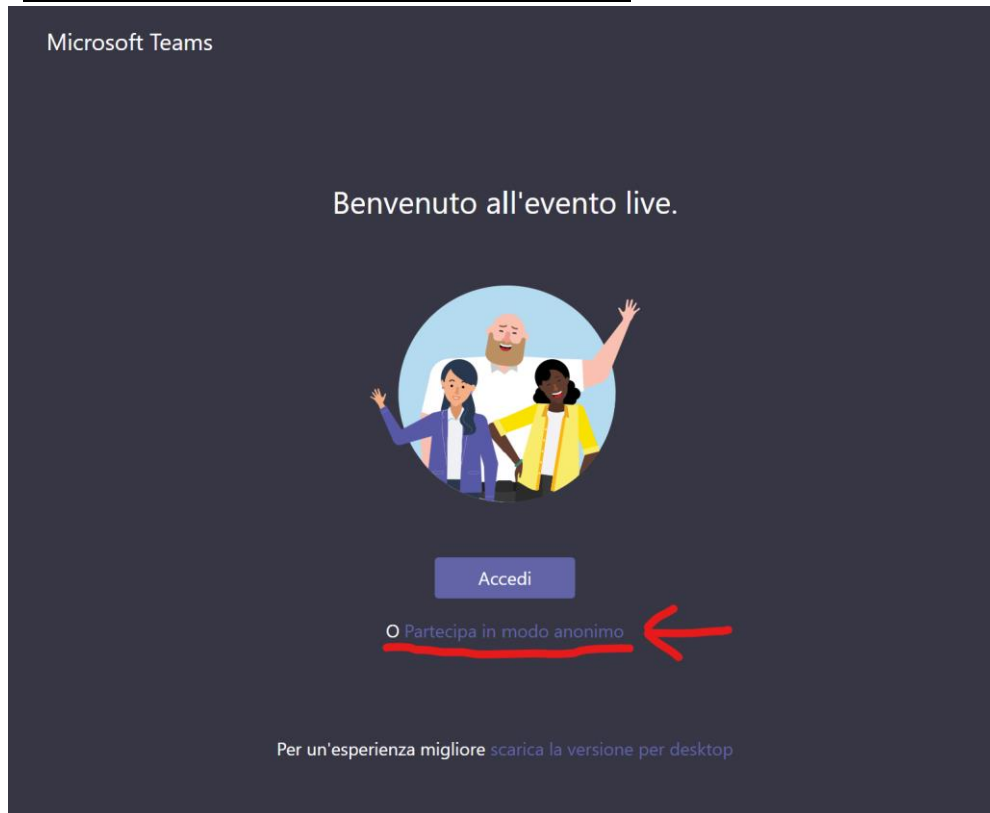 Microsoft Teams
Benvenuto all'evento live.
Accedi
O Partecipa in modo anonimo
Per un'esperienza migliore scarica la versione per desktop